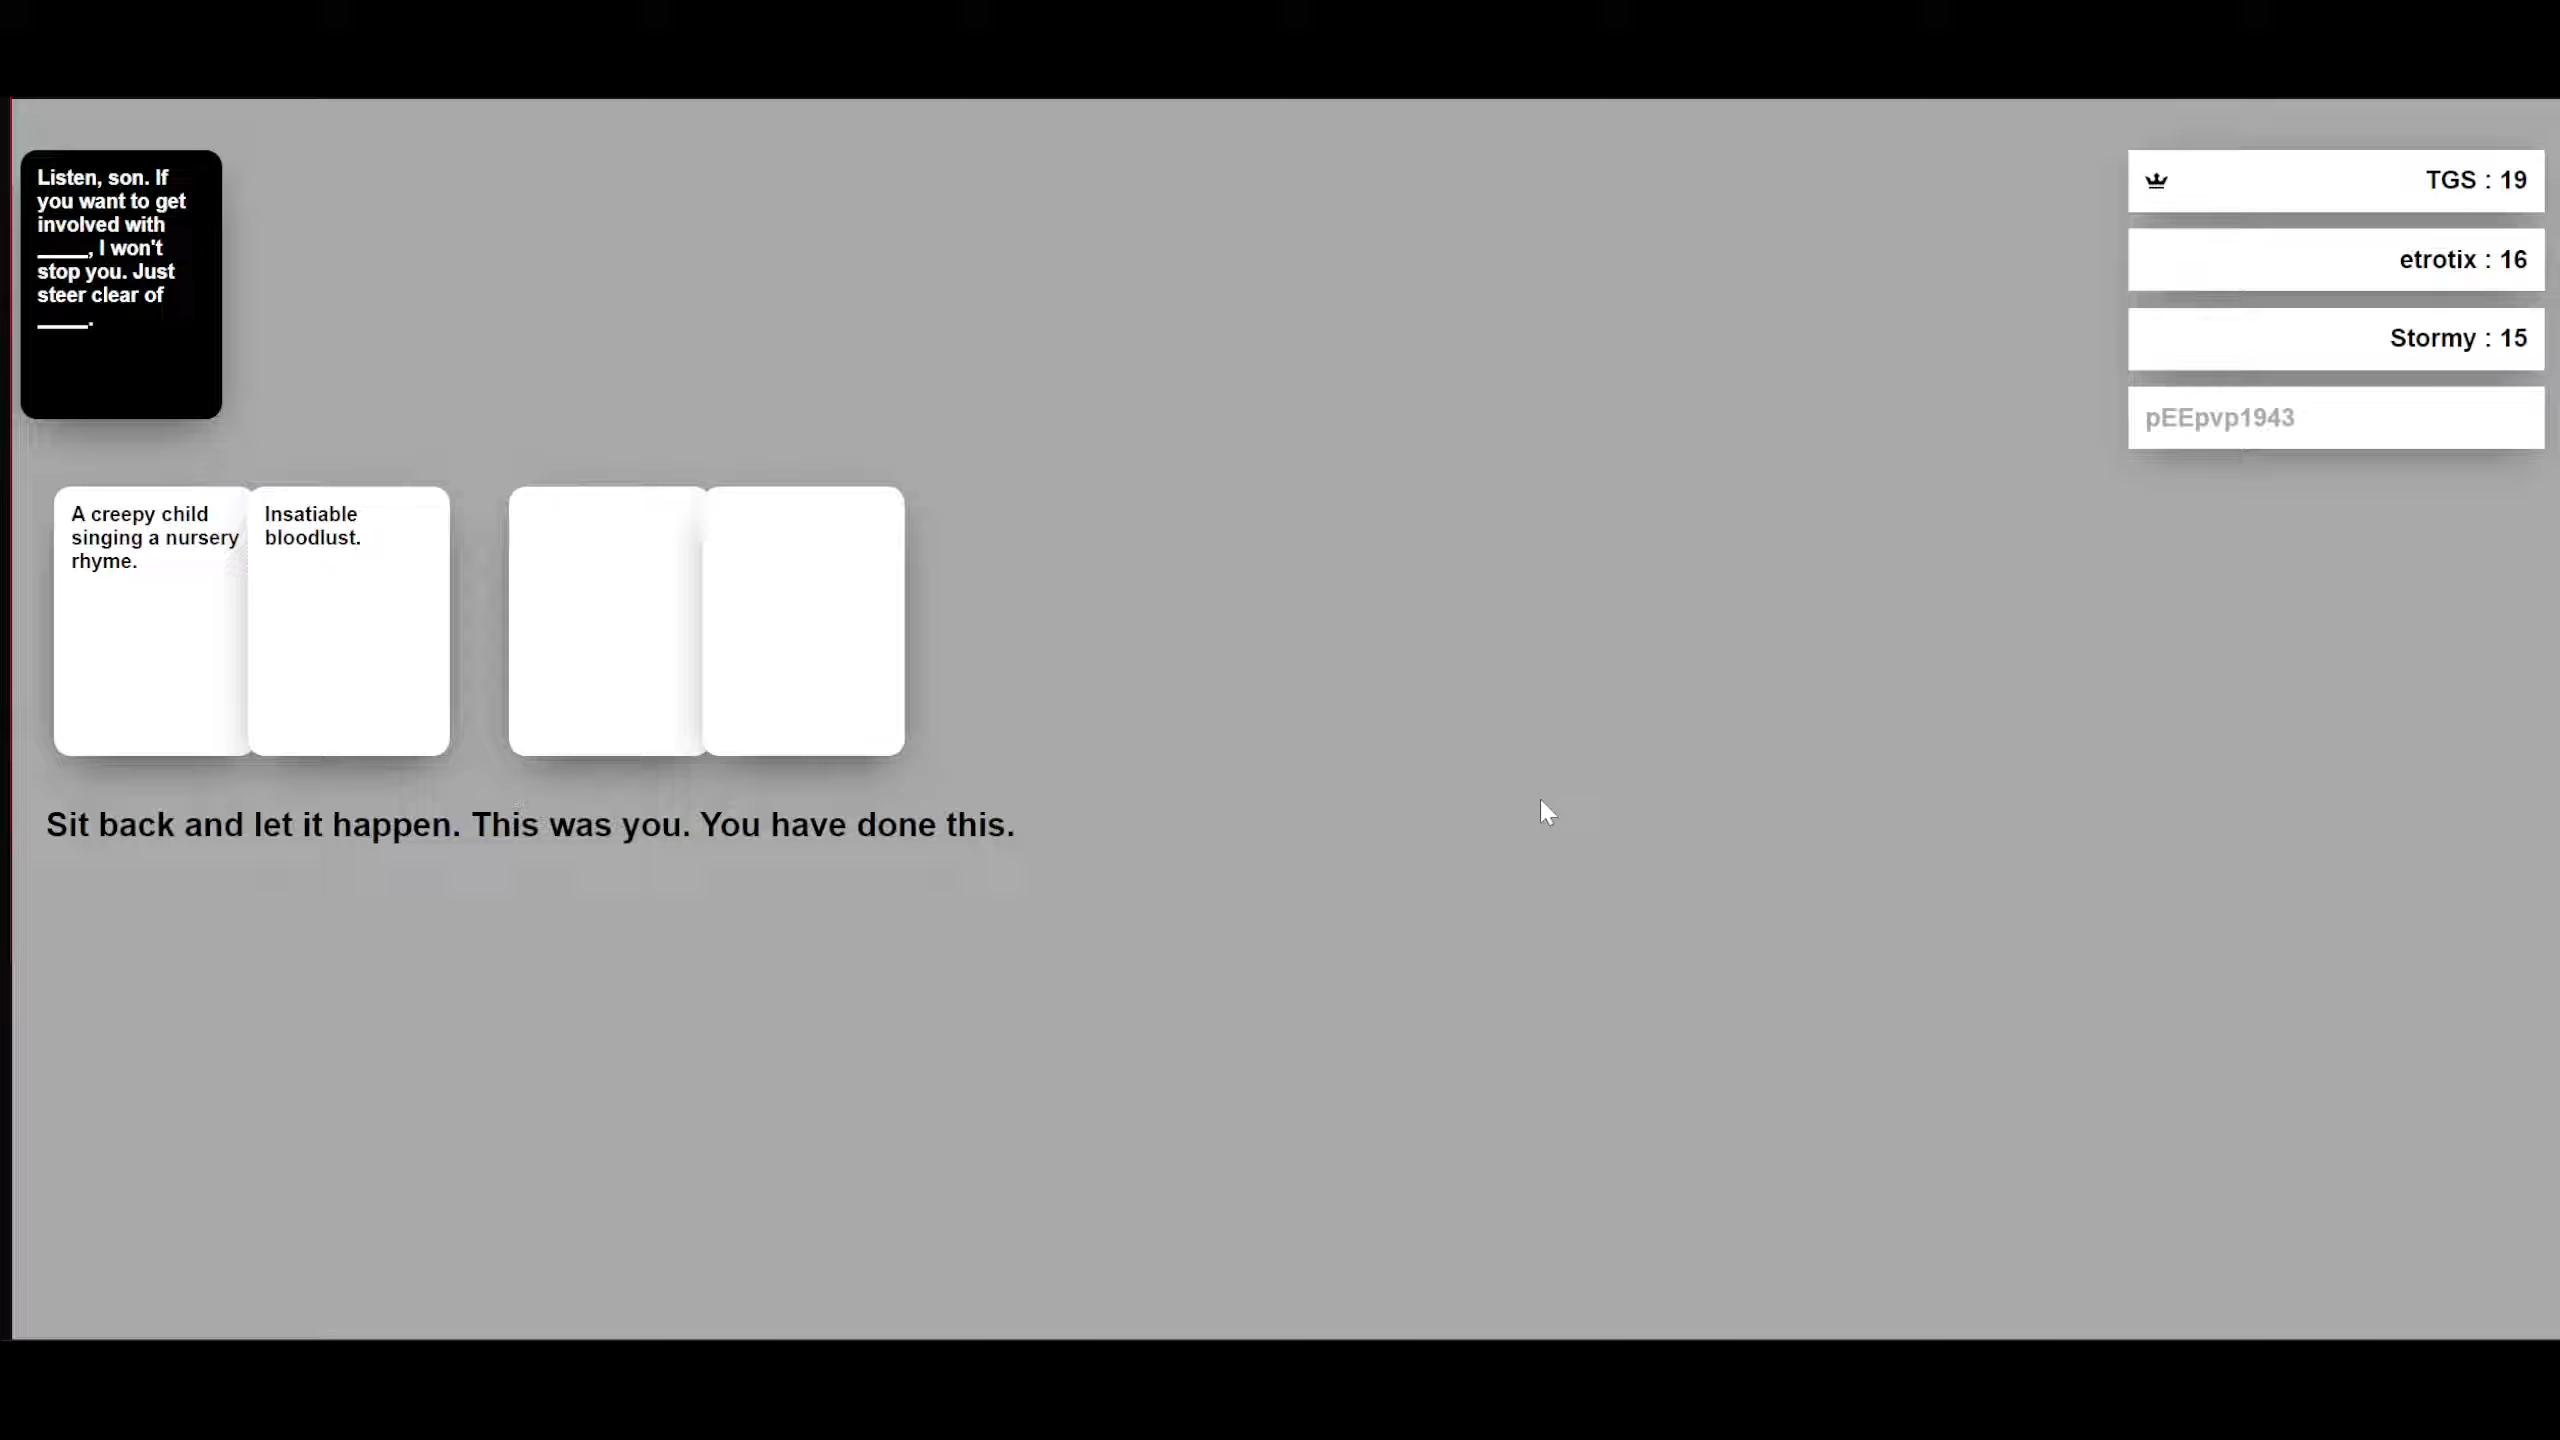 Listen, son. If
you want to get
involved with
_____, I won't
stop you. Just
steer clear of
_____.
TGS : 19
etrotix : 16
Stormy : 15
pEEpvp1943
A creepy child
singing a nursery
rhyme.
Insatiable
bloodlust.
Sit back and let it happen. This was you. You have done this.